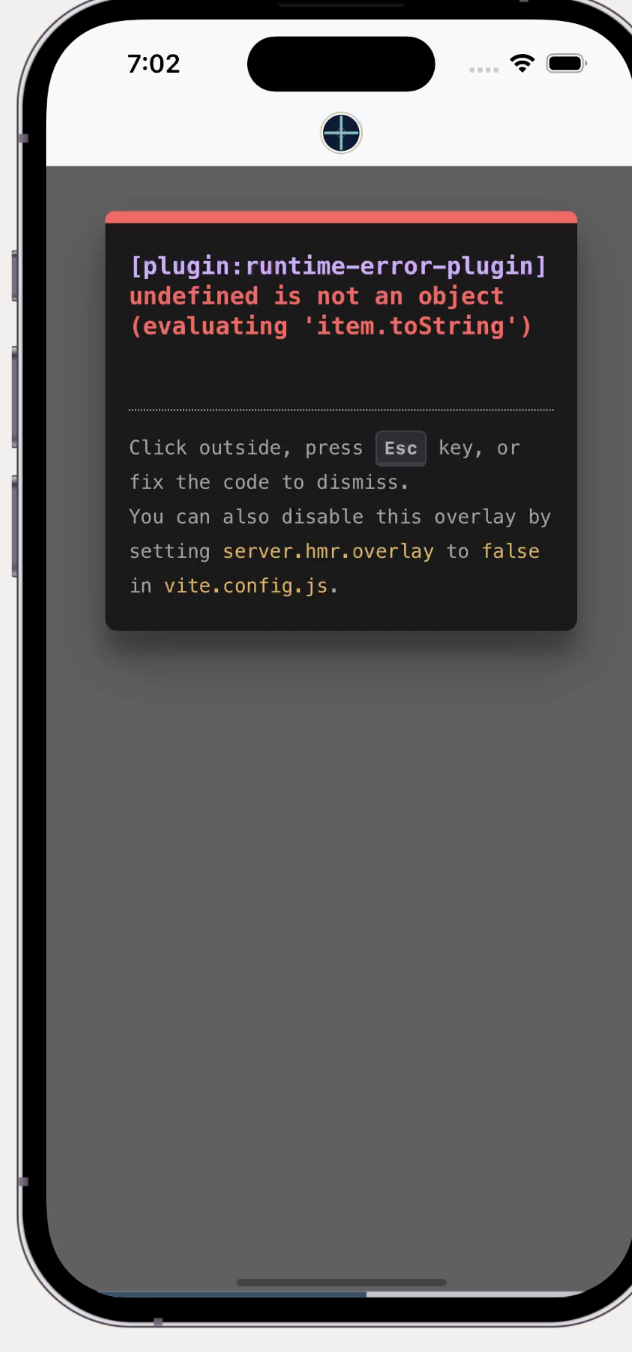 7:02
[plugin:runtime-error-plugin]
undefined is not an object
(evaluating 'item.toString')
Click outside, press Esc key, or
fix the code to dismiss.
You can also disable this overlay by
setting server.hmr.overlay to false
in vite.config.js.